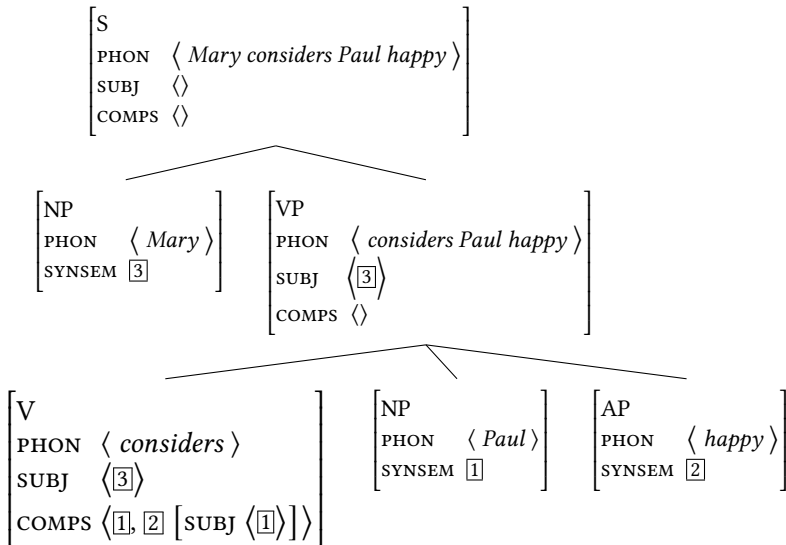 S
PHON ⟨ Mary considers Paul happy ⟩
SUBJ ⟨⟩
COMPS ⟨⟩
NP
PHON ⟨ Mary ⟩
SYNSEM 3
VP
PHON ⟨ considers Paul happy ⟩
SUBJ ⟨3⟩
COMPS ⟨⟩
V
PHON ⟨ considers ⟩
SUBJ ⟨3⟩
COMPS ⟨1, 2 [SUBJ ⟨1⟩]⟩
NP
PHON ⟨ Paul ⟩
SYNSEM 1
AP
PHON ⟨ happy ⟩
SYNSEM 2